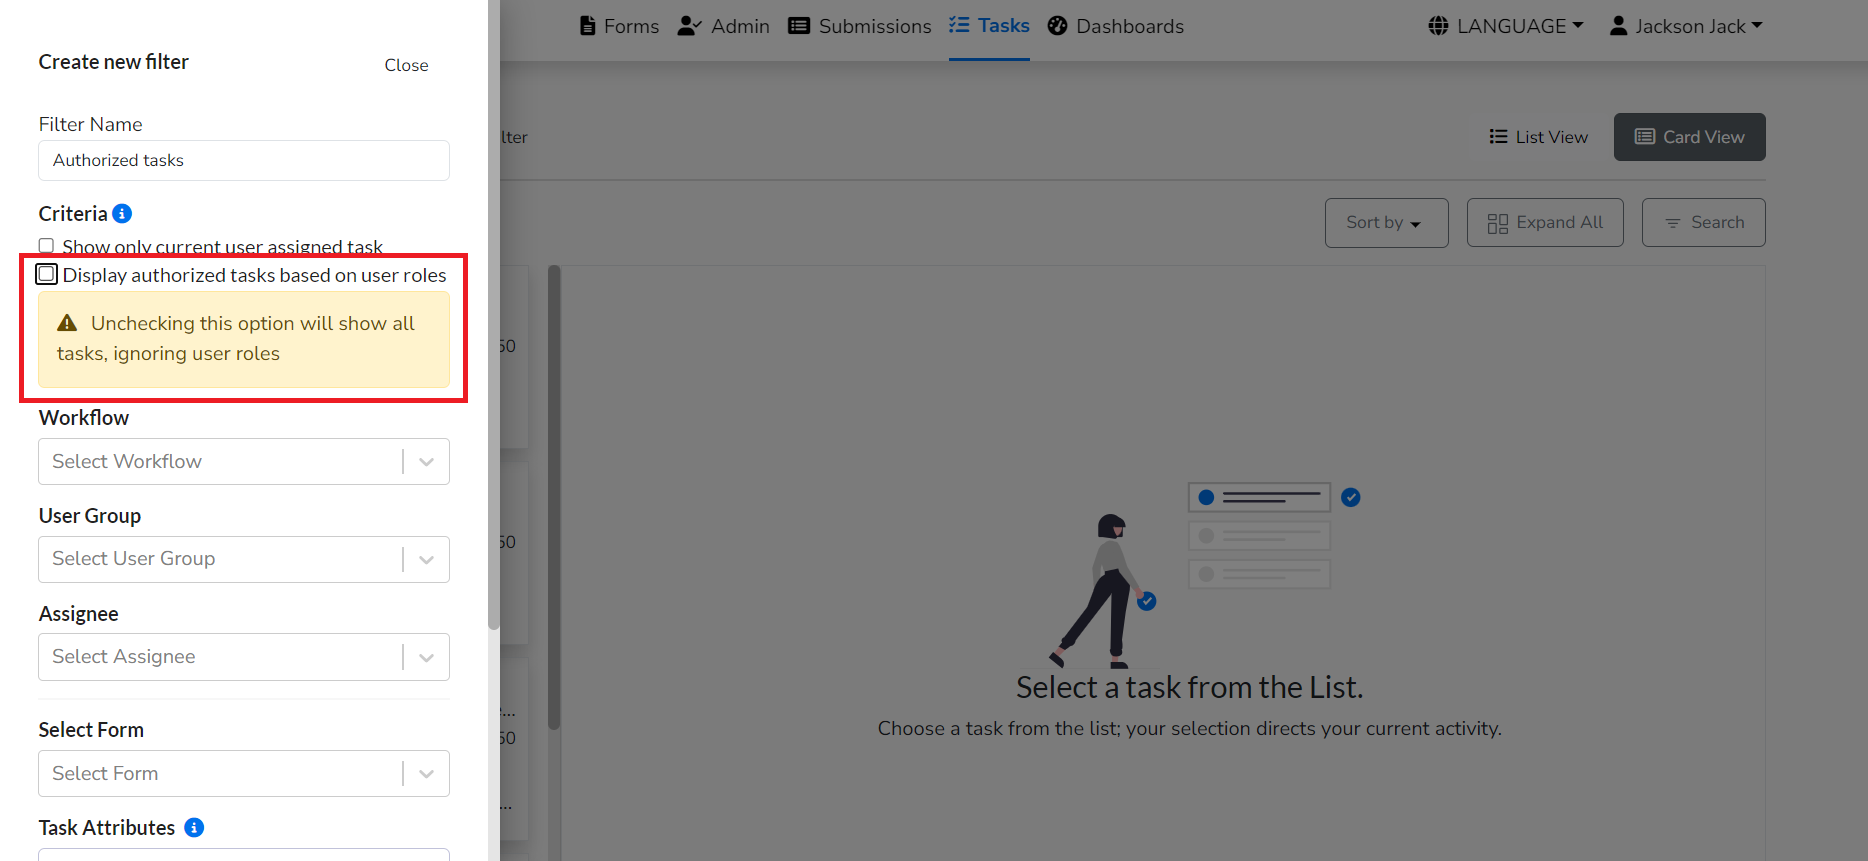 Forms Admin Submissions Tasks Dashboards LANGUAGE Jackson Jack
Create new filter
Close
Filter Name
Authorized tasks
Criteria
Show only current user assigned task
Display authorized tasks based on user roles
Unchecking this option will show all
tasks, ignoring user roles
Workflow
Select Workflow
User Group
Select User Group
Assignee
Select Assignee
Select Form
Select Form
Task Attributes
List View
Card View
Sort by
Expand All
Search
Select a task from the List.
Choose a task from the list; your selection directs your current activity.